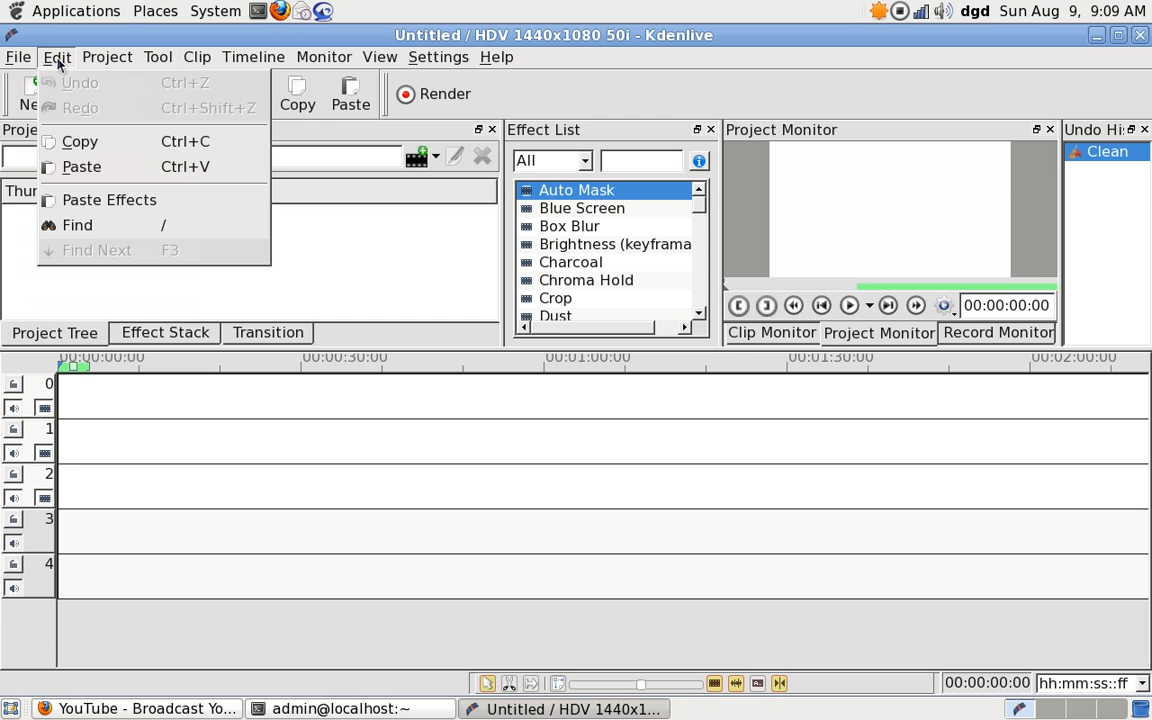 Applications Places System dgd Sun Aug 9, 9:09 AM
Untitled / HDV 1440x1080 50i - Kdenlive
File Edit Project Tool Clip Timeline Monitor View Settings Help
Undo Ctrl+Z
Redo Ctrl+Shift+Z
Copy Ctrl+C
Paste Ctrl+V
Paste Effects
Find /
Find Next F3
Copy Paste Render
Effect List
All
Auto Mask
Blue Screen
Box Blur
Brightness (keyframa
Charcoal
Chroma Hold
Crop
Dust
Project Monitor
00:00:00:00
Clip Monitor Project Monitor Record Monitor
Undo Hi
Clean
Project Tree Effect Stack Transition
00:00:00:00 00:00:30:00 00:01:00:00 00:01:30:00 00:02:00:00
0
1
2
3
4
00:00:00:00 hh:mm:ss::ff
YouTube - Broadcast Yo... admin@localhost:~ Untitled / HDV 1440x1...